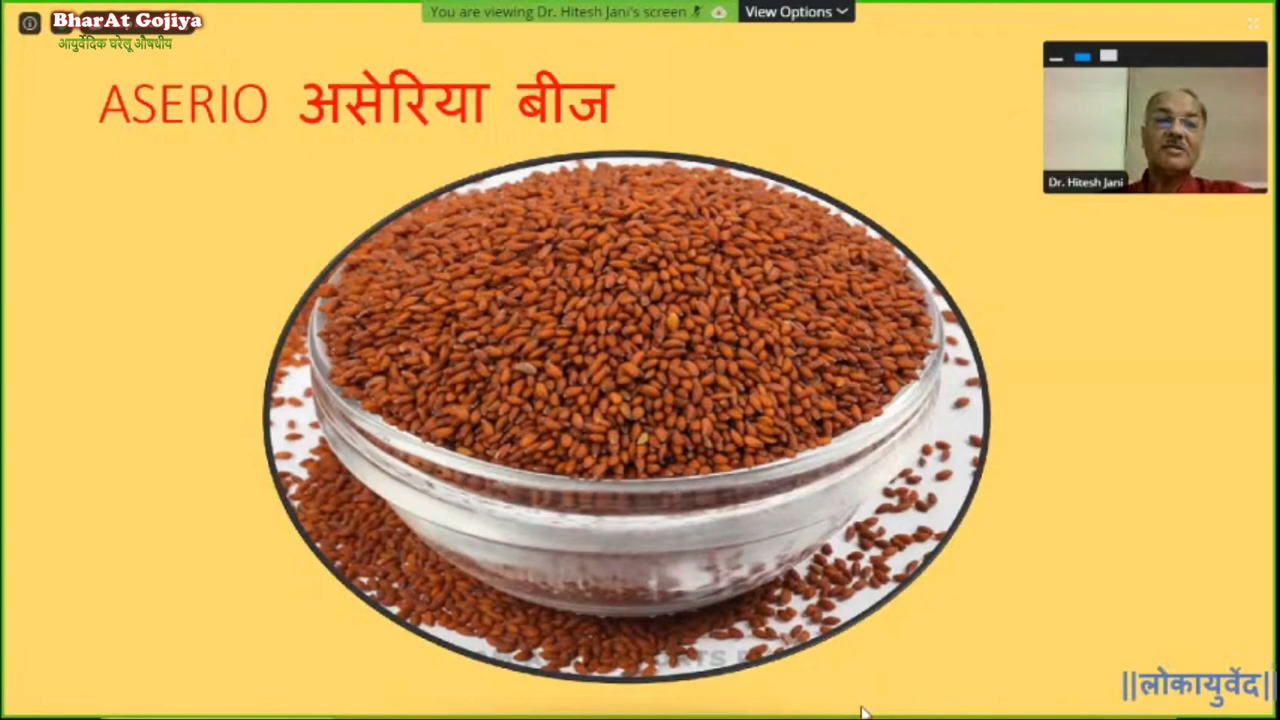 BharAt Gojiya
आयुर्वेदिक घरेलू औषधीय
You are viewing Dr. Hitesh Jani's screen
View Options
ASERIO असेरिया बीज
Dr. Hitesh Jani
||लोकायुर्वेद||